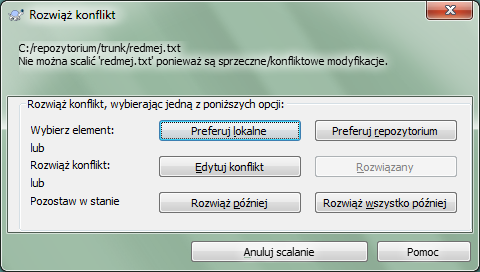 Rozwiąż konflikt
C:/repozytorium/trunk/redmej.txt
Nie można scalić 'redmej.txt' ponieważ są sprzeczne/konfliktowe modyfikacje.
Rozwiąż konflikt, wybierając jedną z poniższych opcji:
Wybierz element: Preferuj lokalne Preferuj repozytorium
lub
Rozwiąż konflikt: Edytuj konflikt Rozwiązany
lub
Pozostaw w stanie Rozwiąż później Rozwiąż wszystko później
Anuluj scalanie Pomoc